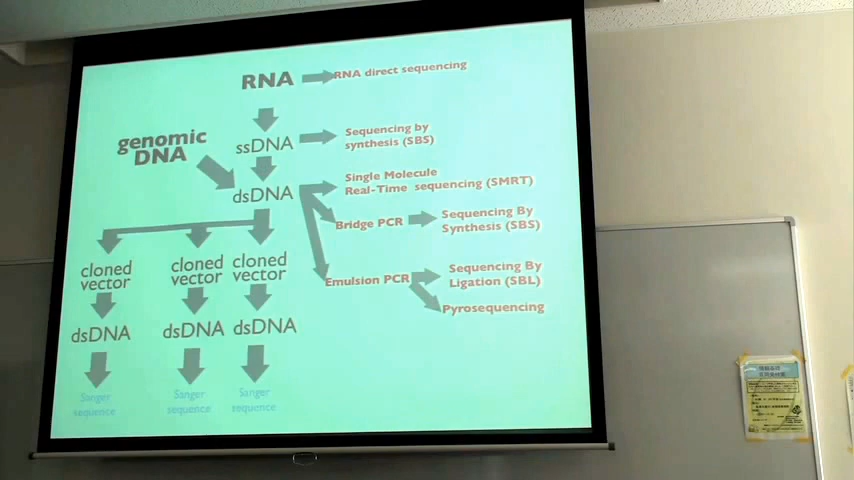 RNA
RNA direct sequencing
genomic
DNA
ssDNA
Sequencing by
synthesis (SBS)
dsDNA
Single Molecule
Real-Time sequencing (SMRT)
Bridge PCR
Sequencing By
Synthesis (SBS)
cloned
vector
cloned
vector
cloned
vector
Emulsion PCR
Sequencing By
Ligation (SBL)
Pyrosequencing
dsDNA
dsDNA
dsDNA
Sanger
sequence
Sanger
sequence
Sanger
sequence